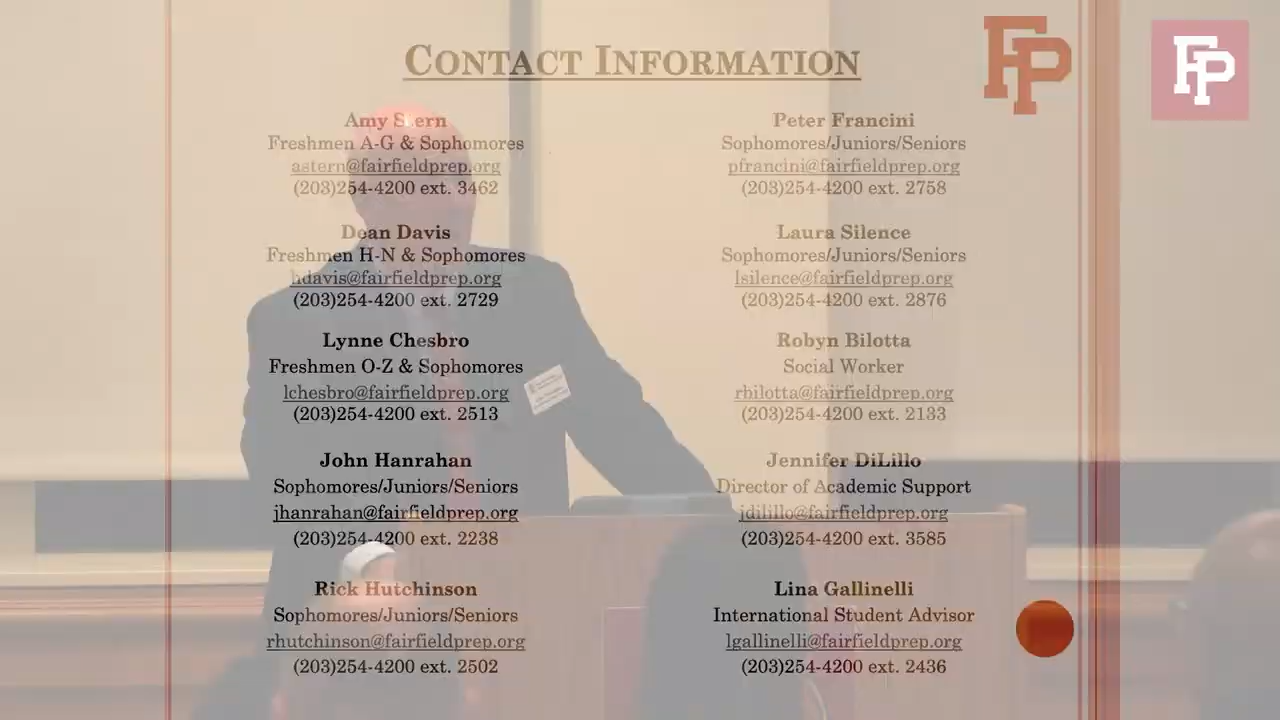 CONTACT INFORMATION
FP
FP
Amy Stern
Freshmen A-G & Sophomores
astern@fairfieldprep.org
(203)254-4200 ext. 3462
Dean Davis
Freshmen H-N & Sophomores
hdavis@fairfieldprep.org
(203)254-4200 ext. 2729
Lynne Chesbro
Freshmen O-Z & Sophomores
lchesbro@fairfieldprep.org
(203)254-4200 ext. 2513
John Hanrahan
Sophomores/Juniors/Seniors
jhanrahan@fairfieldprep.org
(203)254-4200 ext. 2238
Rick Hutchinson
Sophomores/Juniors/Seniors
rhutchinson@fairfieldprep.org
(203)254-4200 ext. 2502
Peter Francini
Sophomores/Juniors/Seniors
pfrancini@fairfieldprep.org
(203)254-4200 ext. 2758
Laura Silence
Sophomores/Juniors/Seniors
lsilence@fairfieldprep.org
(203)254-4200 ext. 2876
Robyn Bilotta
Social Worker
rbilotta@fairfieldprep.org
(203)254-4200 ext. 2133
Jennifer DiLillo
Director of Academic Support
jdilillo@fairfieldprep.org
(203)254-4200 ext. 3585
Lina Gallinelli
International Student Advisor
lgallinelli@fairfieldprep.org
(203)254-4200 ext. 2436